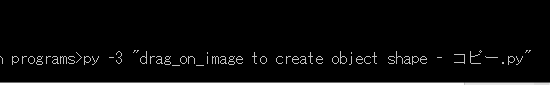 n programs>py -3 "drag_on_image to create object shape - コピー.py"